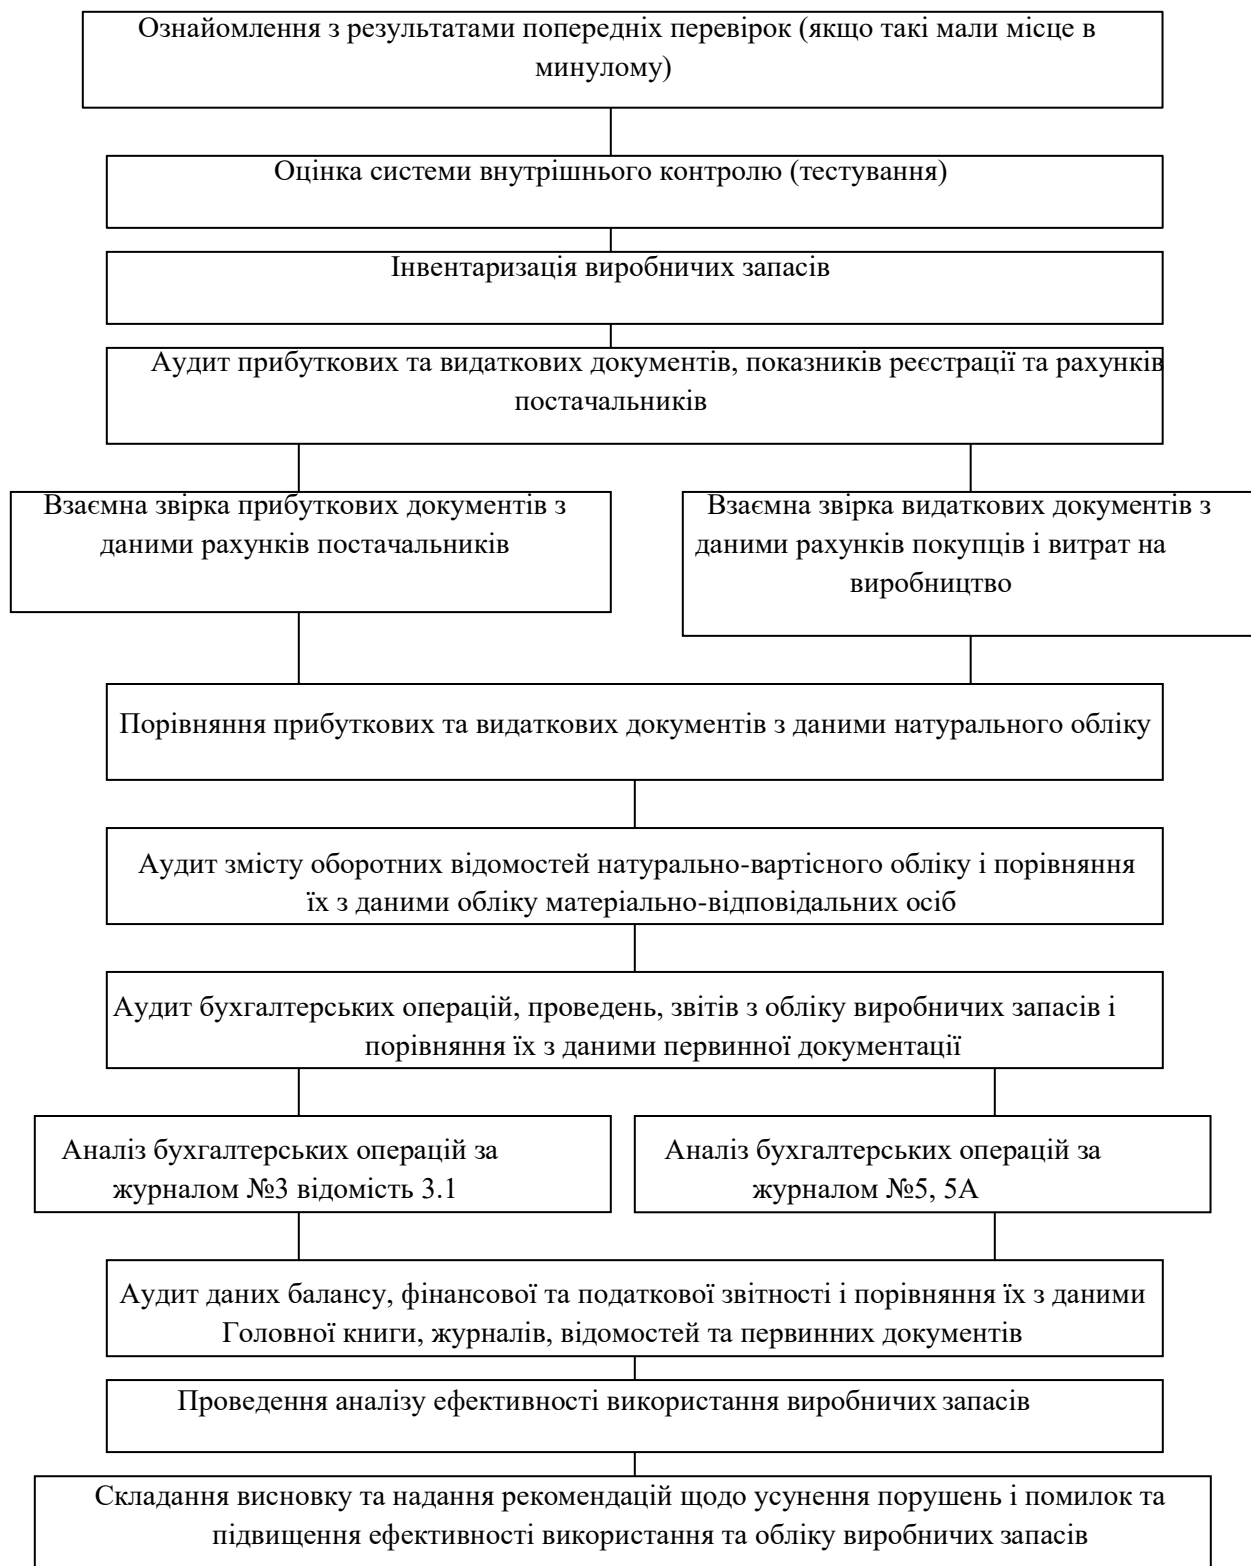 Ознайомлення з результатами попередніх перевірок (якщо такі мали місце в
минулому)
Оцінка системи внутрішнього контролю (тестування)
Інвентаризація виробничих запасів
Аудит прибуткових та видаткових документів, показників реєстрації та рахунків
постачальників
Взаємна звірка прибуткових документів з
даними рахунків постачальників
Взаємна звірка видаткових документів з
даними рахунків покупців і витрат на
виробництво
Порівняння прибуткових та видаткових документів з даними натурального обліку
Аудит змісту оборотних відомостей натурально-вартісного обліку і порівняння
їх з даними обліку матеріально-відповідальних осіб
Аудит бухгалтерських операцій, проведень, звітів з обліку виробничих запасів і
порівняння їх з даними первинної документації
Аналіз бухгалтерських операцій за
журналом №3 відомість 3.1
Аналіз бухгалтерських операцій за
журналом №5, 5А
Аудит даних балансу, фінансової та податкової звітності і порівняння їх з даними
Головної книги, журналів, відомостей та первинних документів
Проведення аналізу ефективності використання виробничих запасів
Складання висновку та надання рекомендацій щодо усунення порушень і помилок та
підвищення ефективності використання та обліку виробничих запасів